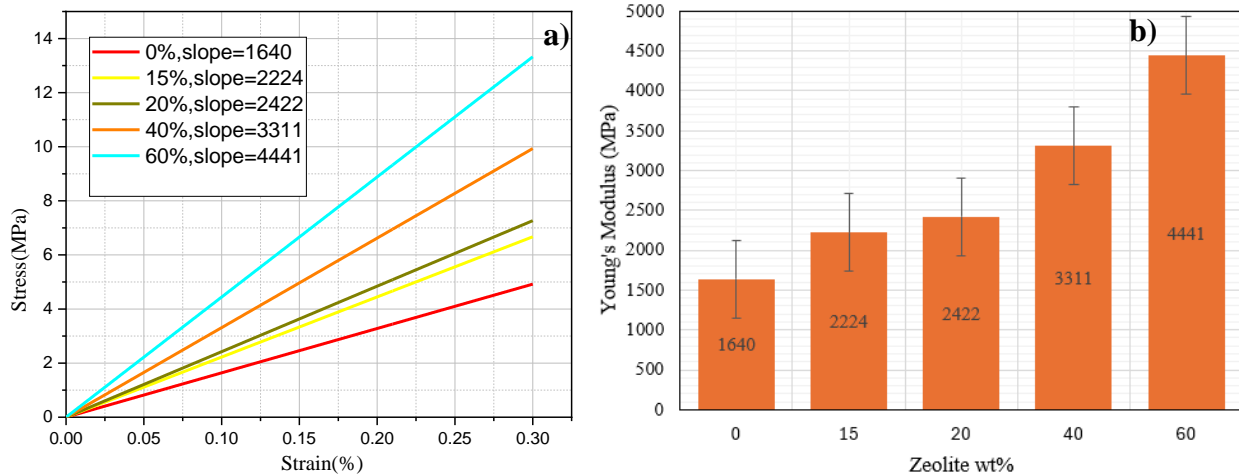 a)
14
12
10
8
6
4
2
0
Stress(MPa)
0%,slope=1640
15%,slope=2224
20%,slope=2422
40%,slope=3311
60%,slope=4441
0.00 0.05 0.10 0.15 0.20 0.25 0.30
Strain(%)
b)
5000
4500
4000
3500
3000
2500
2000
1500
1000
500
0
Young's Modulus (MPa)
1640
2224
2422
3311
4441
0 15 20 40 60
Zeolite wt%